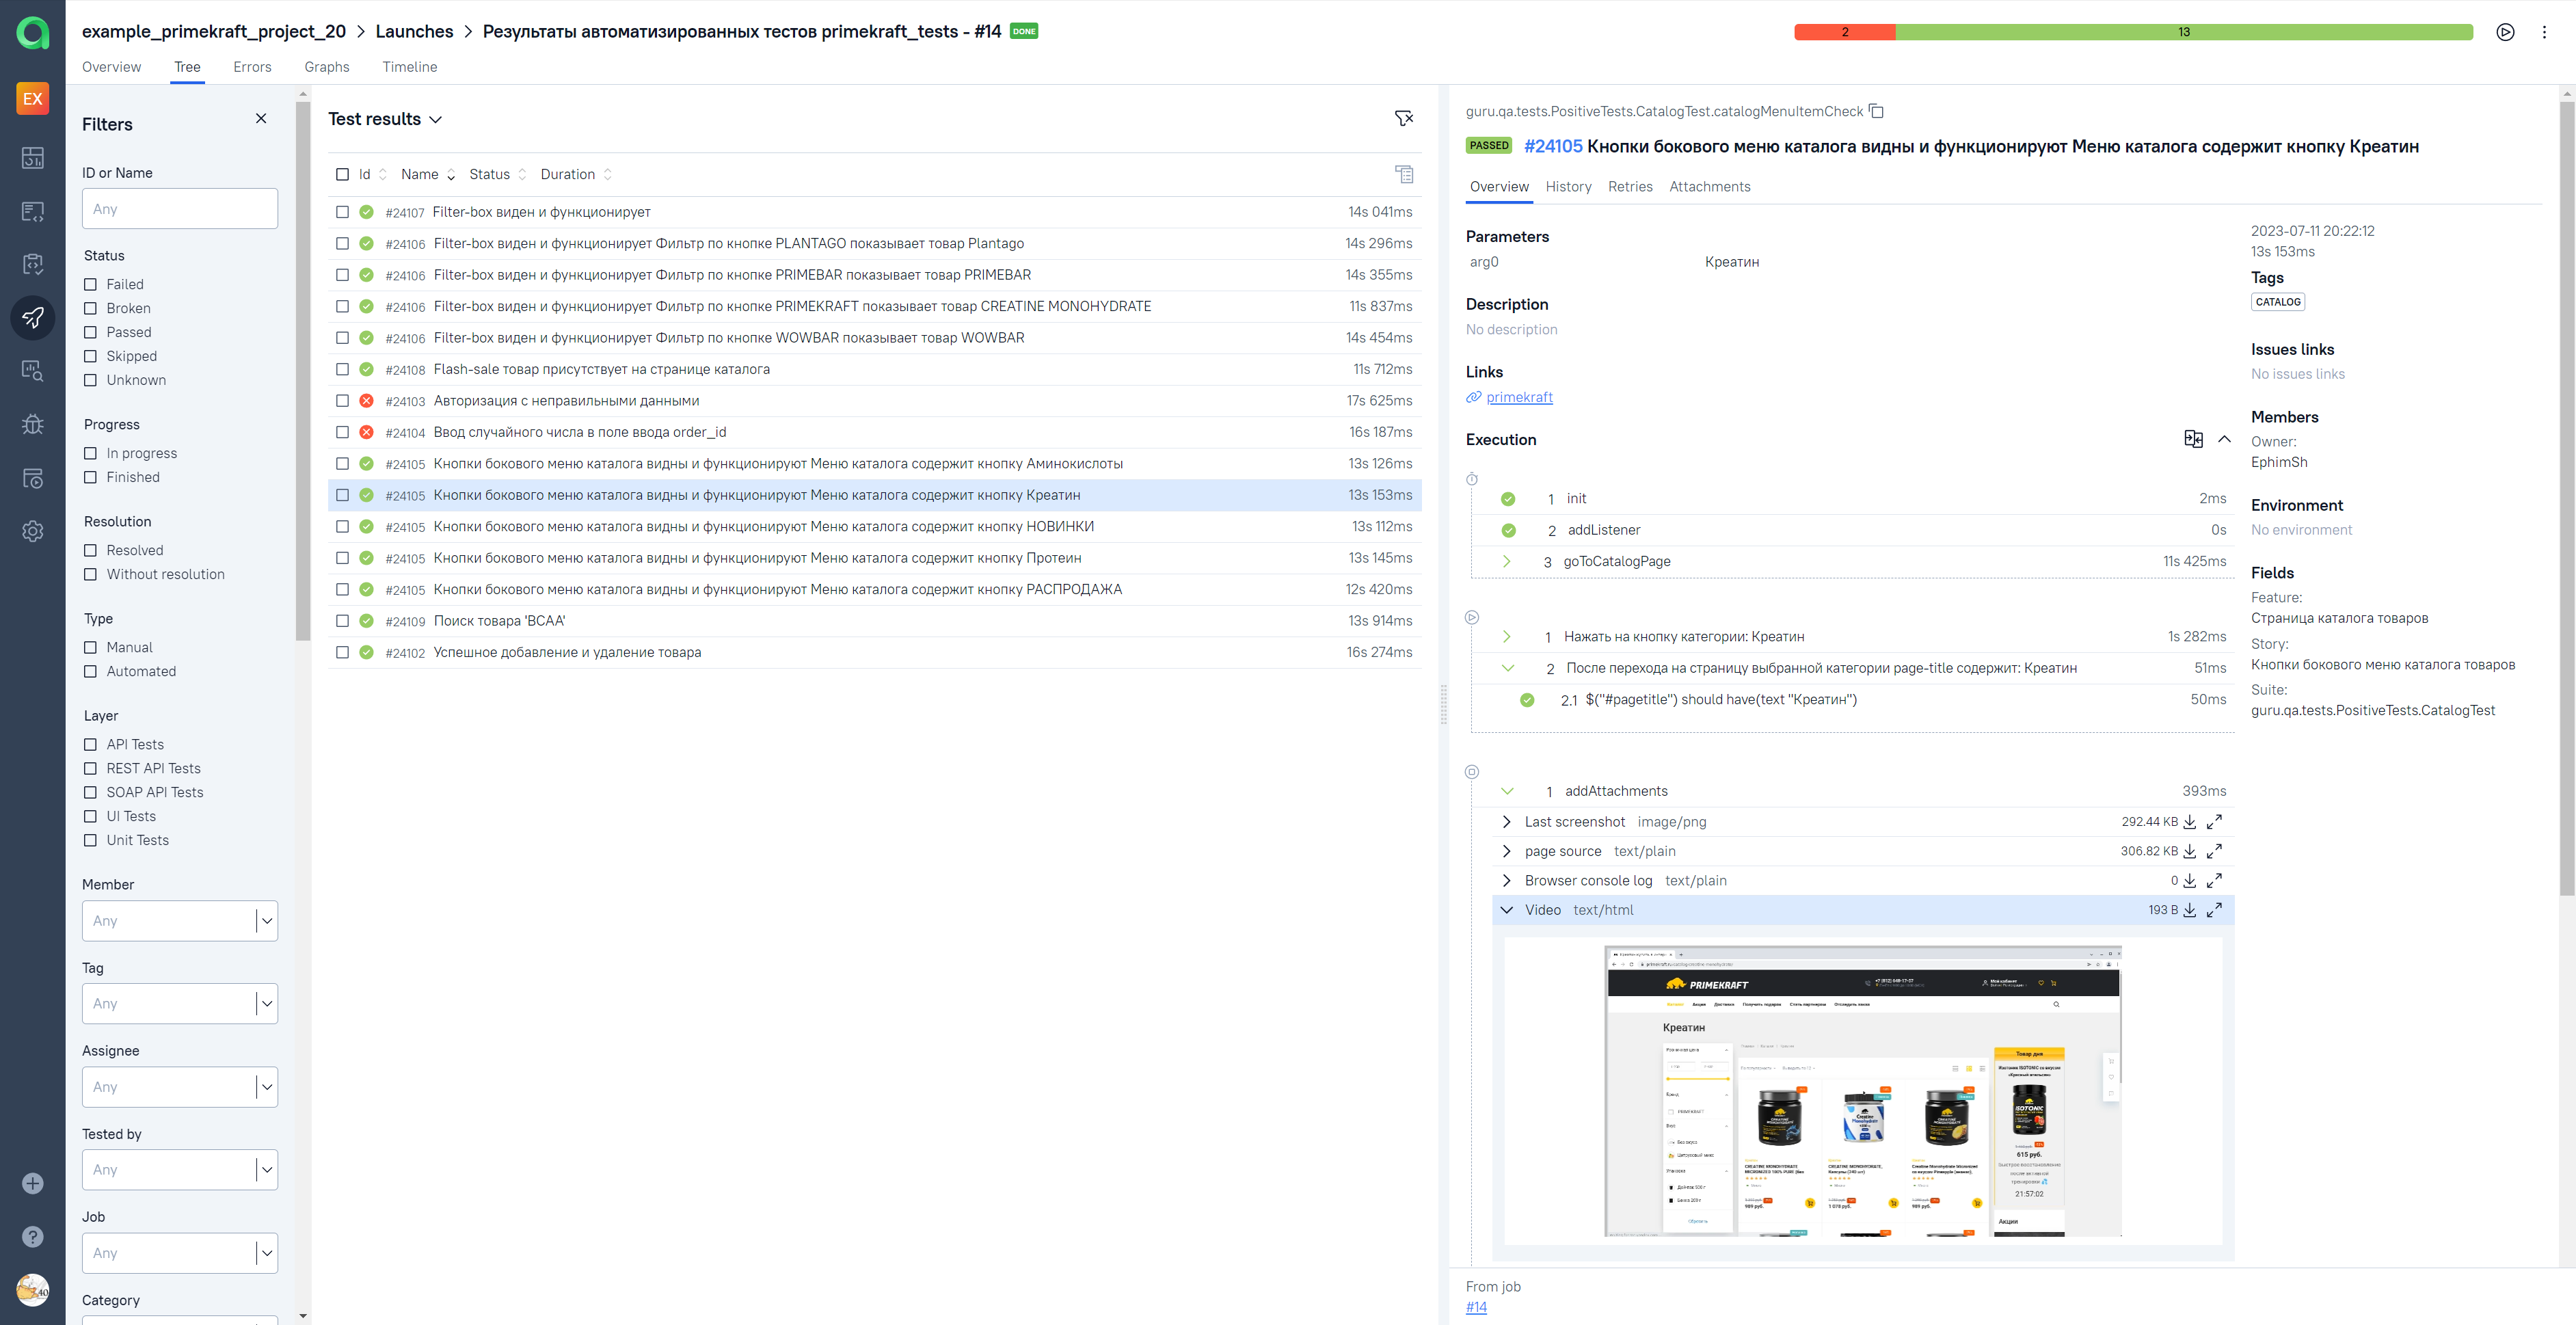 example_primekraft_project_20 > Launches > Результаты автоматизированных тестов primekraft_tests - #14 DONE
2 13
Overview Tree Errors Graphs Timeline
EX
Filters
ID or Name
Any
Status
Failed
Broken
Passed
Skipped
Unknown
Progress
In progress
Finished
Resolution
Resolved
Without resolution
Type
Manual
Automated
Layer
API Tests
REST API Tests
SOAP API Tests
UI Tests
Unit Tests
Member
Any
Tag
Any
Assignee
Any
Tested by
Any
Job
Any
Category
Test results
Id Name Status Duration
#24107 Filter-box виден и функционирует 14s 041ms
#24106 Filter-box виден и функционирует Фильтр по кнопке PLANTAGO показывает товар Plantago 14s 296ms
#24106 Filter-box виден и функционирует Фильтр по кнопке PRIMEBAR показывает товар PRIMEBAR 14s 355ms
#24106 Filter-box виден и функционирует Фильтр по кнопке PRIMEKRAFT показывает товар CREATINE MONOHYDRATE 11s 837ms
#24106 Filter-box виден и функционирует Фильтр по кнопке WOWBAR показывает товар WOWBAR 14s 454ms
#24108 Flash-sale товар присутствует на странице каталога 11s 712ms
#24103 Авторизация с неправильными данными 17s 625ms
#24104 Ввод случайного числа в поле ввода order_id 16s 187ms
#24105 Кнопки бокового меню каталога видны и функционируют Меню каталога содержит кнопку Аминокислоты 13s 126ms
#24105 Кнопки бокового меню каталога видны и функционируют Меню каталога содержит кнопку Креатин 13s 153ms
#24105 Кнопки бокового меню каталога видны и функционируют Меню каталога содержит кнопку НОВИНКИ 13s 112ms
#24105 Кнопки бокового меню каталога видны и функционируют Меню каталога содержит кнопку Протеин 13s 145ms
#24105 Кнопки бокового меню каталога видны и функционируют Меню каталога содержит кнопку РАСПРОДАЖА 12s 420ms
#24109 Поиск товара 'BCAA' 13s 914ms
#24102 Успешное добавление и удаление товара 16s 274ms
guru.qa.tests.PositiveTests.CatalogTest.catalogMenuItemCheck
PASSED #24105 Кнопки бокового меню каталога видны и функционируют Меню каталога содержит кнопку Креатин
Overview History Retries Attachments
Parameters
arg0 Креатин
Description
No description
Links
primekraft
Execution
1 init 2ms
2 addListener 0s
3 goToCatalogPage 11s 425ms
1 Нажать на кнопку категории: Креатин 1s 282ms
2 После перехода на страницу выбранной категории page-title содержит: Креатин 51ms
2.1 $("#pagetitle") should have(text "Креатин") 50ms
1 addAttachments 393ms
Last screenshot image/png 292.44 KB
page source text/plain 306.82 KB
Browser console log text/plain 0
Video text/html 193 B
PRIMEKRAFT
Креатин
Товар дня
ISOTONIC
615 руб.
21:57:02
989 руб. 1 078 руб. 989 руб.
Акции
2023-07-11 20:22:12
13s 153ms
Tags
CATALOG
Issues links
No issues links
Members
Owner:
EphimSh
Environment
No environment
Fields
Feature:
Страница каталога товаров
Story:
Кнопки бокового меню каталога товаров
Suite:
guru.qa.tests.PositiveTests.CatalogTest
From job
#14